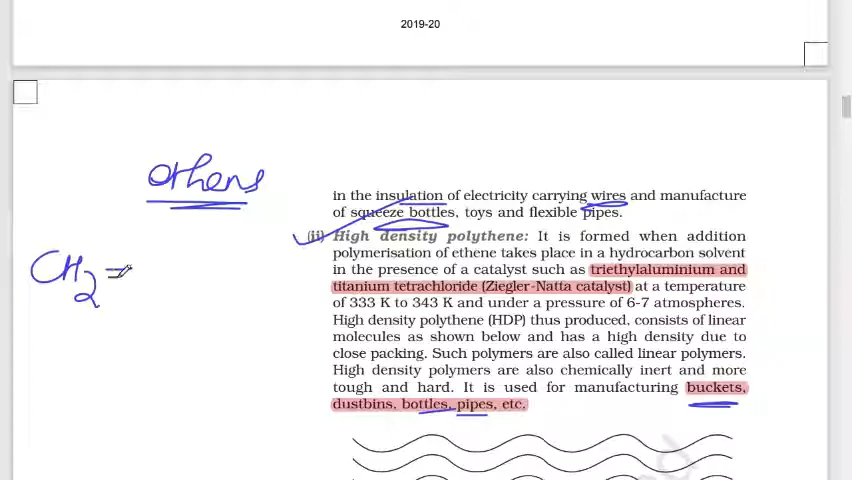 2019-20
ethens
in the insulation of electricity carrying wires and manufacture
of squeeze bottles, toys and flexible pipes.
(ii) High density polythene: It is formed when addition
polymerisation of ethene takes place in a hydrocarbon solvent
in the presence of a catalyst such as triethylaluminium and
titanium tetrachloride (Ziegler-Natta catalyst) at a temperature
of 333 K to 343 K and under a pressure of 6-7 atmospheres.
High density polythene (HDP) thus produced, consists of linear
molecules as shown below and has a high density due to
close packing. Such polymers are also called linear polymers.
High density polymers are also chemically inert and more
tough and hard. It is used for manufacturing buckets,
dustbins, bottles, pipes, etc.
CH2=